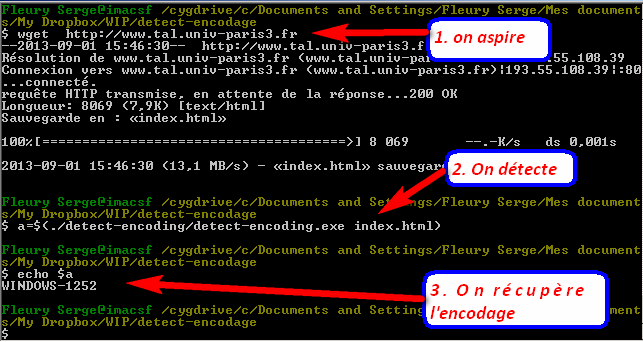 Fleury Serge@imacsf /cygdrive/c/Documents and Settings/Fleury Serge/Mes document
s/My Dropbox/WIP/detect-encodage
$ wget  http://www.tal.univ-paris3.fr
--2013-09-01 15:46:30--  http://www.tal.univ-paris3.f
Résolution de www.tal.univ-paris3.fr (www.tal.univ-par
55.108.39
Connexion vers www.tal.univ-paris3.fr (www.tal.univ-paris3.fr)|193.55.108.39|:80
...connecté.
requête HTTP transmise, en attente de la réponse...200 OK
Longueur: 8069 (7,9K) [text/html]
Sauvegarde en : «index.html»
100%[======================================>] 8 069       --.-K/s   ds 0,001s
2013-09-01 15:46:30 (13,1 MB/s) - «index.html» sauvegar
Fleury Serge@imacsf /cygdrive/c/Documents and Settings/Fleury Serge/Mes document
s/My Dropbox/WIP/detect-encodage
$ a=$(./detect-encoding/detect-encoding.exe index.html)
Fleury Serge@imacsf /cygdrive/c/Documents and Settings/Fleury Serge/Mes document
s/My Dropbox/WIP/detect-encodage
$ echo $a
WINDOWS-1252
Fleury Serge@imacsf /cygdrive/c/Documents and Settings/Fleury Serge/Mes document
s/My Dropbox/WIP/detect-encodage
$
1. on aspire
2. On détecte
3. On récupère
l'encodage